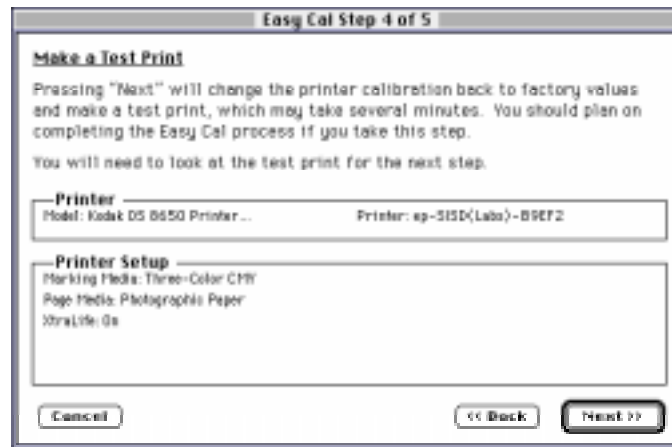 Easy Cal Step 4 of 5
Make a Test Print
Pressing "Next" will change the printer calibration back to factory values
and make a test print, which may take several minutes. You should plan on
completing the Easy Cal process if you take this step.
You will need to look at the test print for the next step.
Printer
Model: Kodak DS 8650 Printer... Printer: ep-SISD(Labs)-B9EF2
Printer Setup
Marking Media: Three-Color CMY
Page Media: Photographic Paper
XtraLife: On
Cancel << Back Next >>